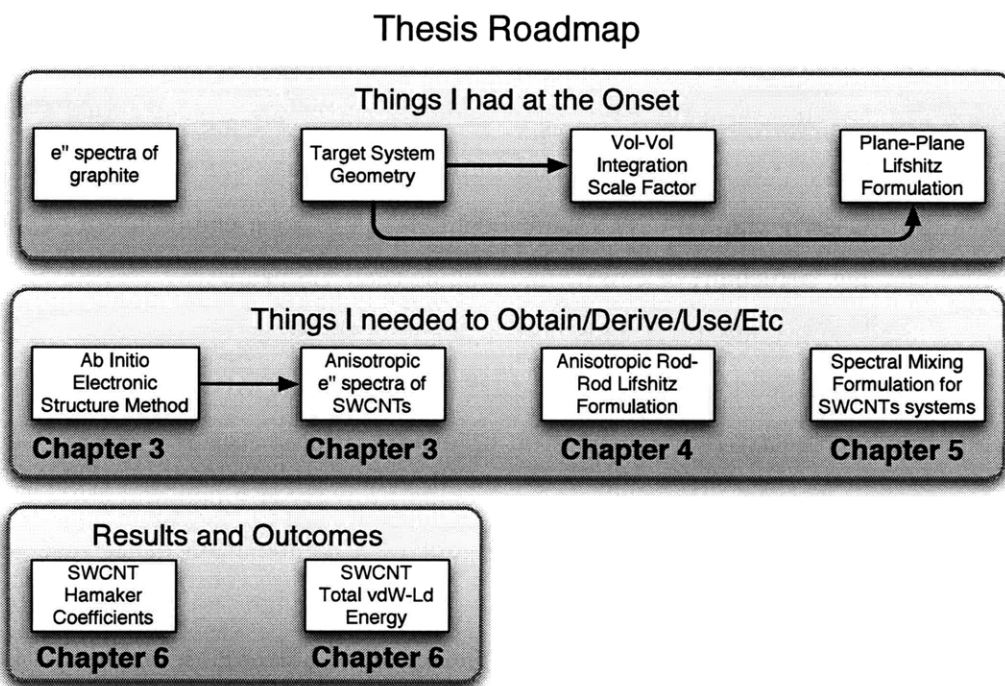 Thesis Roadmap
Things I had at the Onset
e" spectra of
graphite
Target System
Geometry
Vol-Vol
Integration
Scale Factor
Plane-Plane
Lifshitz
Formulation
Things I needed to Obtain/Derive/Use/Etc
Ab Initio
Electronic
Structure Method
Chapter 3
Anisotropic
e" spectra of
SWCNTs
Chapter 3
Anisotropic Rod-
Rod Lifshitz
Formulation
Chapter 4
Spectral Mixing
Formulation for
SWCNTs systems
Chapter 5
Results and Outcomes
SWCNT
Hamaker
Coefficients
Chapter 6
SWCNT
Total vdW-Ld
Energy
Chapter 6